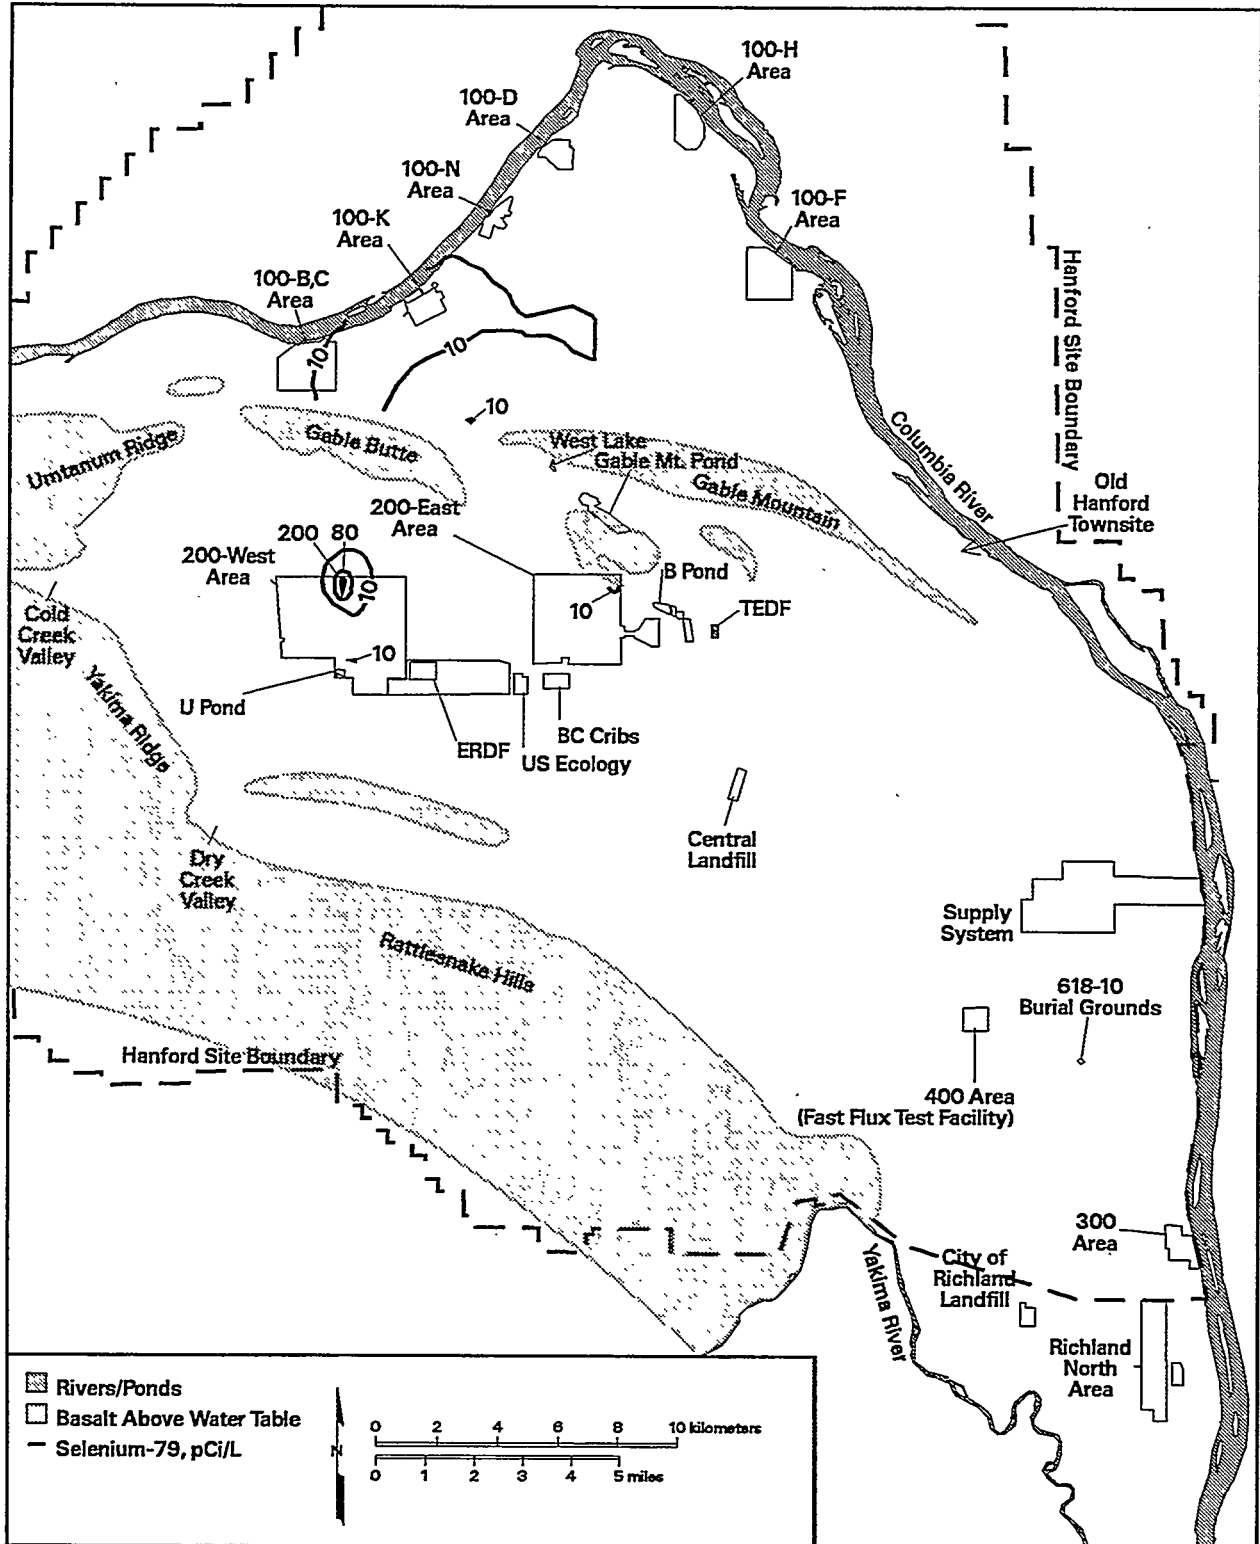 100-H
Area
100-D
Area
100-N
Area
100-F
Area
100-K
Area
100-B,C
Area
Hanford Site Boundary
10
10
10
Columbia River
Umtanum Ridge
Gable Butte
West Lake
Gable Mt. Pond
Gable Mountain
Old
Hanford
Townsite
200-East
Area
200 80
200-West
Area
10
B Pond
10
TEDF
Cold
Creek
Valley
10
Yakima Ridge
U Pond
ERDF
BC Cribs
US Ecology
Central
Landfill
Dry
Creek
Valley
Supply
System
Rattlesnake Hills
618-10
Burial Grounds
Hanford Site Boundary
400 Area
(Fast Flux Test Facility)
300
Area
City of
Richland
Landfill
Yakima River
Richland
North
Area
Rivers/Ponds
Basalt Above Water Table
Selenium-79, pCi/L
N
0 2 4 6 8 10 kilometers
0 1 2 3 4 5 miles